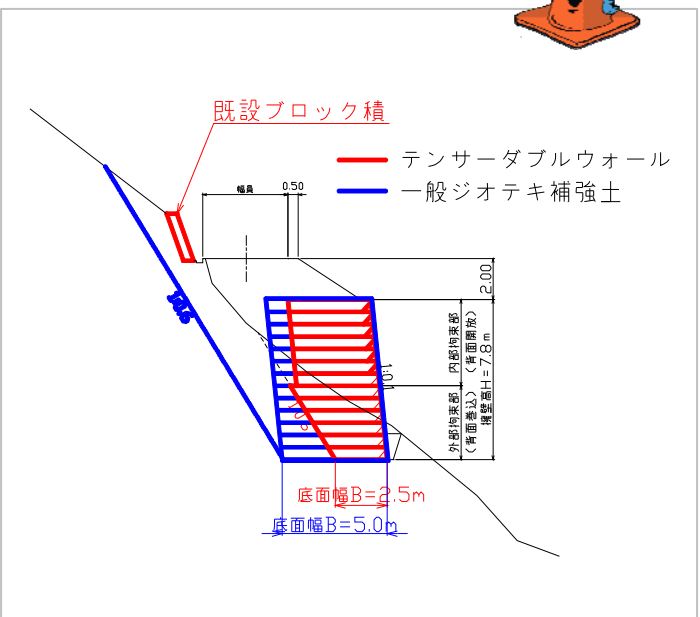 既設ブロック積
テンサーダブルウォール
一般ジオテキ補強土
幅員
0.50
2.00
内部拘束部
(背面開放)
外部拘束部
(背面巻込)
擁壁高H=7.8m
底面幅B=2.5m
底面幅B=5.0m